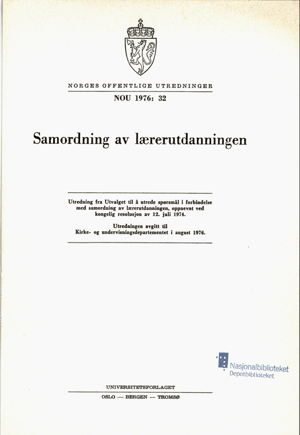 NORGES OFFENTLIGE UTREDNINGER
NOU 1976: 32
Samordning av lærerutdanningen
Utredning fra Utvalget til å utrede spørsmål i forbindelse
med samordning av lærerutdanningen, oppnevnt ved
kongelig resolusjon av 12. juli 1974.
Utredningen avgitt til
Kirke- og undervisningsdepartementet i august 1976.
Nasjonalbiblioteket
Depotbiblioteket
UNIVERSITETSFORLAGET
OSLO — BERGEN — TROMSØ